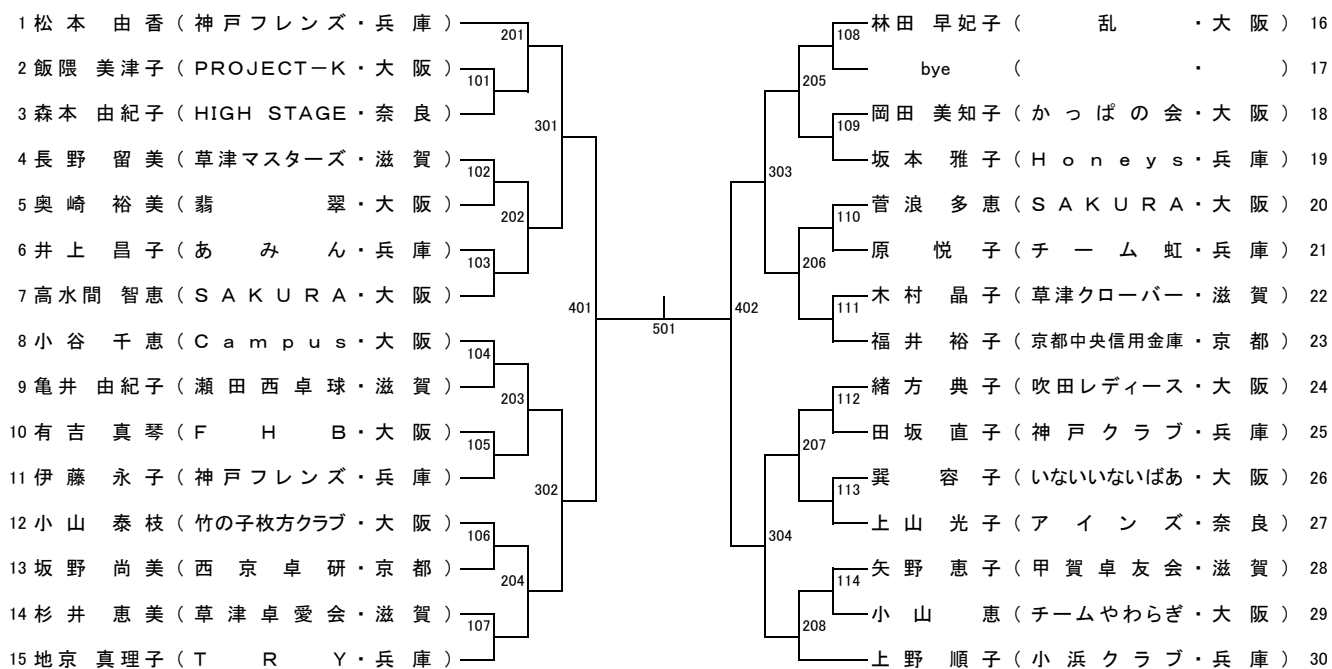 1 松本 由香 (神戸フレンズ・兵庫)
2 飯隈 美津子 (PROJECT－K・大阪)
3 森本 由紀子 (HIGH STAGE・奈良)
4 長野 留美 (草津マスターズ・滋賀)
5 奥崎 裕美 (翡翠・大阪)
6 井上 昌子 (あみん・兵庫)
7 高水間 智恵 (SAKURA・大阪)
8 小谷 千恵 (Campus・大阪)
9 亀井 由紀子 (瀬田西卓球・滋賀)
10 有吉 真琴 (FHB・大阪)
11 伊藤 永子 (神戸フレンズ・兵庫)
12 小山 泰枝 (竹の子枚方クラブ・大阪)
13 坂野 尚美 (西京卓研・京都)
14 杉井 恵美 (草津卓愛会・滋賀)
15 地京 真理子 (TRY・兵庫)
101
102
103
104
105
106
107
201
202
203
204
301
302
401
501
402
303
304
205
206
207
208
108
109
110
111
112
113
114
林田 早妃子 (乱・大阪) 16
bye (・) 17
岡田 美知子 (かっぱの会・大阪) 18
坂本 雅子 (Honeys・兵庫) 19
菅浪 多恵 (SAKURA・大阪) 20
原 悦子 (チーム虹・兵庫) 21
木村 晶子 (草津クローバー・滋賀) 22
福井 裕子 (京都中央信用金庫・京都) 23
緒方 典子 (吹田レディース・大阪) 24
田坂 直子 (神戸クラブ・兵庫) 25
巽 容子 (いないいないばあ・大阪) 26
上山 光子 (アインズ・奈良) 27
矢野 恵子 (甲賀卓友会・滋賀) 28
小山 恵 (チームやわらぎ・大阪) 29
上野 順子 (小浜クラブ・兵庫) 30